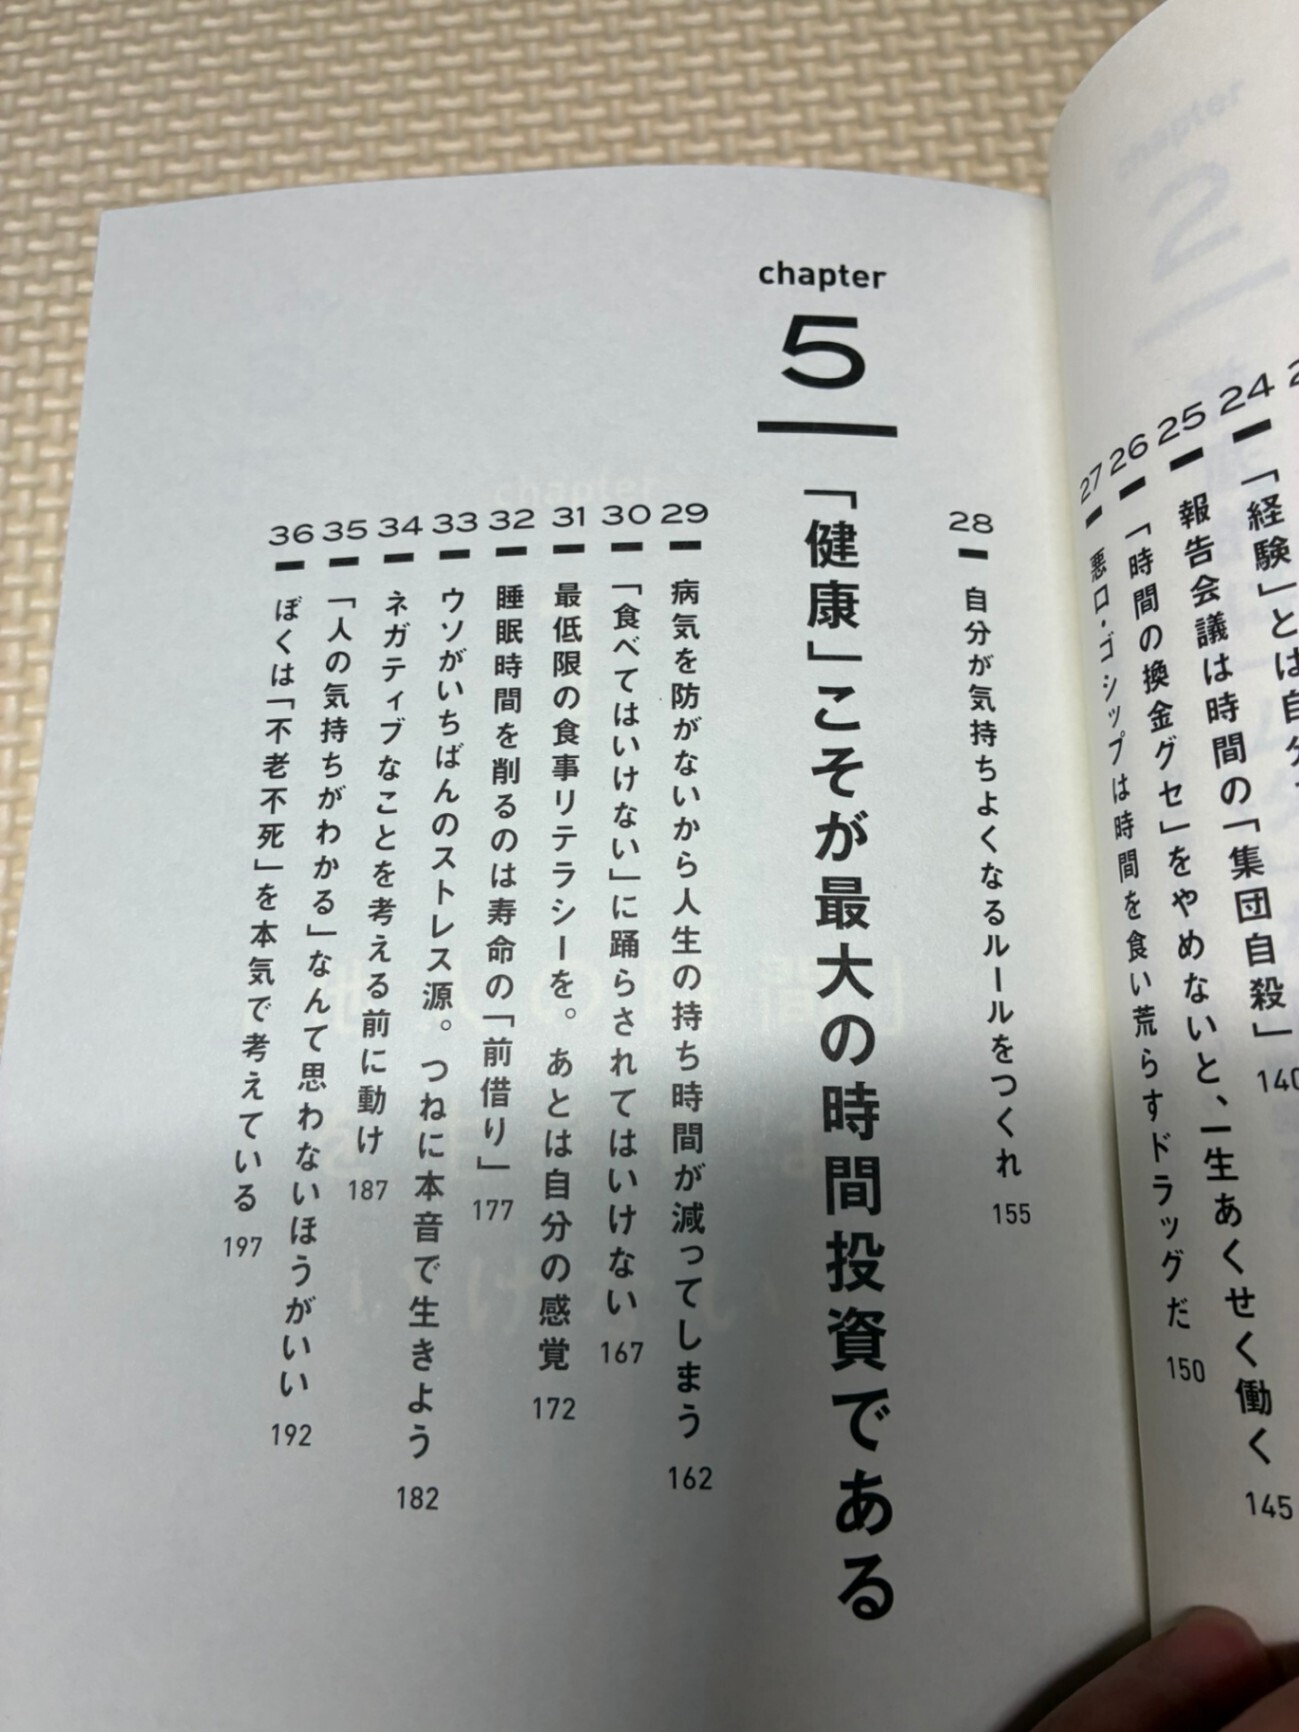 24 「経験」とは自分
報告会議は時間の「集団自殺」 140
25 「時間の換金グセ」をやめないと、一生あくせく働く 145
26
27 悪口・ゴシップは時間を食い荒らすドラッグだ 150
28 自分が気持ちよくなるルールをつくれ 155
chapter
5
「健康」こそが最大の時間投資である
29 病気を防がないから人生の持ち時間が減ってしまう 162
30 「食べてはいけない」に踊らされてはいけない 167
31 最低限の食事リテラシーを。あとは自分の感覚 172
32 睡眠時間を削るのは寿命の「前借り」 177
33 ウソがいちばんのストレス源。つねに本音で生きよう 182
34 ネガティブなことを考える前に動け 187
35 「人の気持ちがわかる」なんて思わないほうがいい 192
36 ぼくは「不老不死」を本気で考えている 197